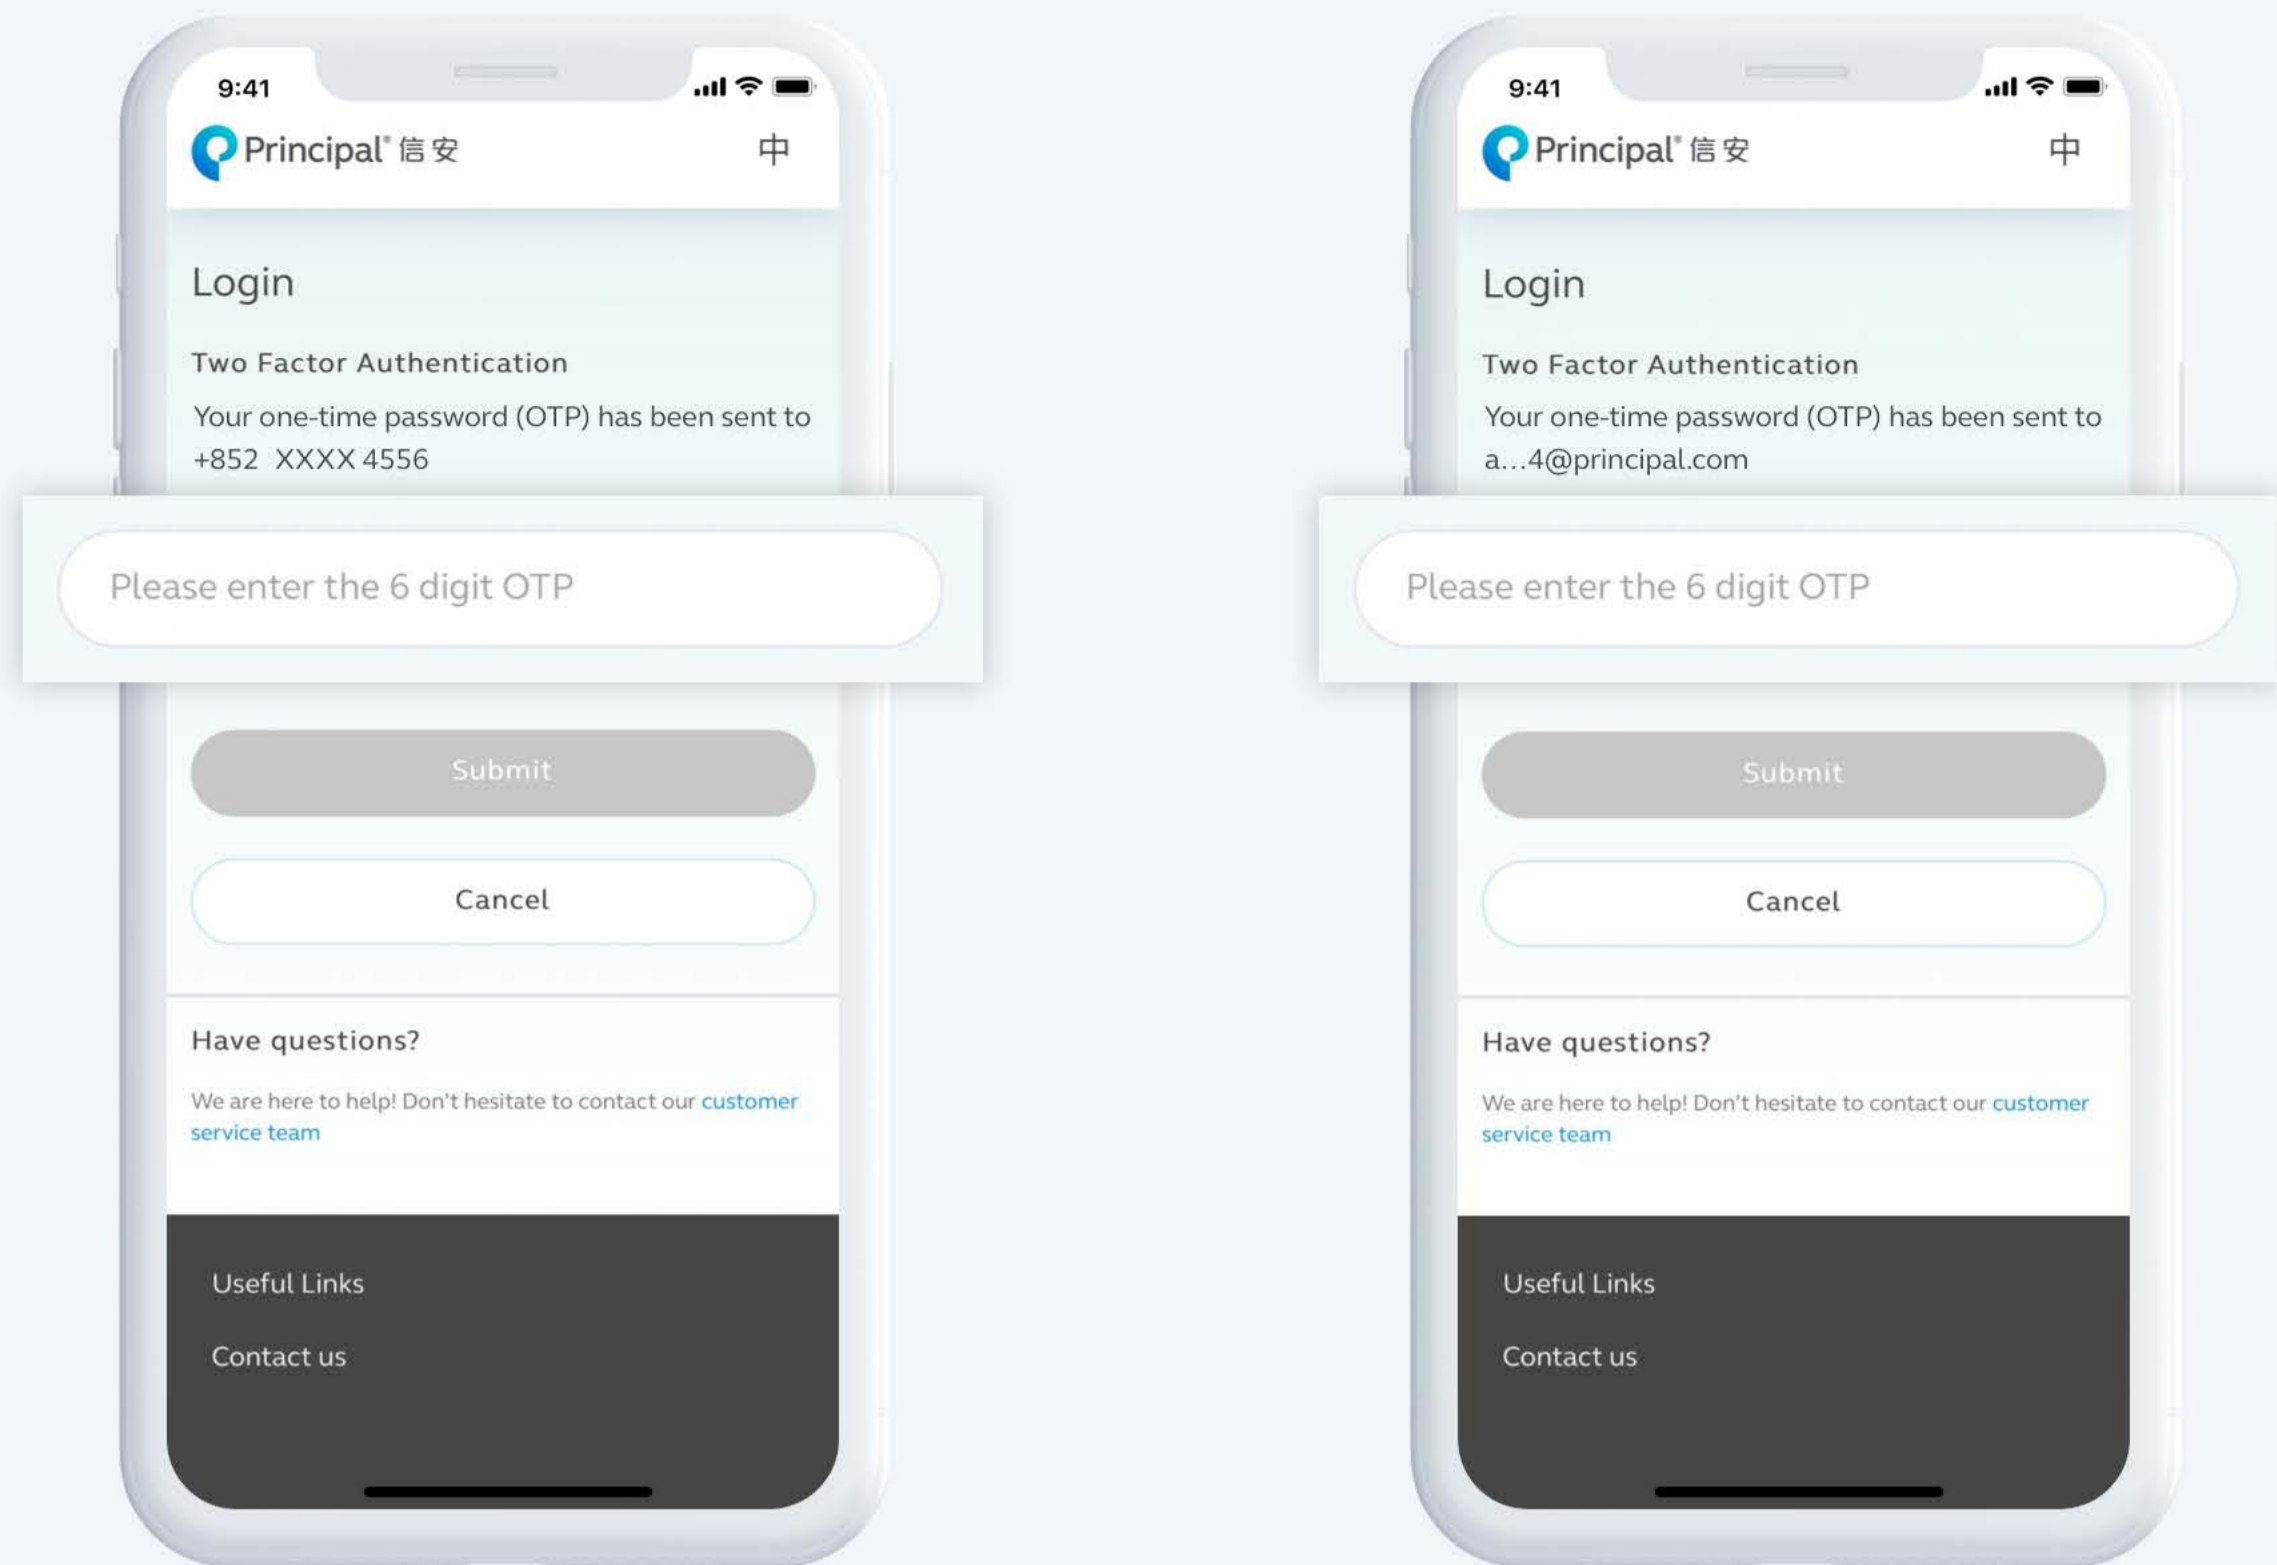 9:41
Principal® 信安
中
Login
Two Factor Authentication
Your one-time password (OTP) has been sent to
+852 XXXX 4556
Please enter the 6 digit OTP
Submit
Cancel
Have questions?
We are here to help! Don't hesitate to contact our customer
service team
Useful Links
Contact us
9:41
Principal® 信安
中
Login
Two Factor Authentication
Your one-time password (OTP) has been sent to
a...4@principal.com
Please enter the 6 digit OTP
Submit
Cancel
Have questions?
We are here to help! Don't hesitate to contact our customer
service team
Useful Links
Contact us